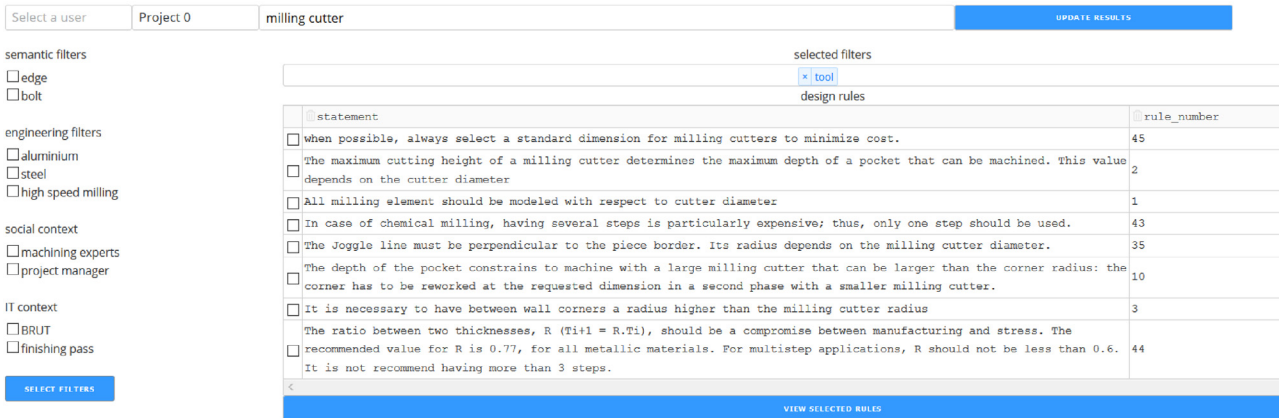 Select a user
Project 0
milling cutter
UPDATE RESULTS
semantic filters
edge
bolt
engineering filters
aluminium
steel
high speed milling
social context
machining experts
project manager
IT context
BRUT
finishing pass
SELECT FILTERS
selected filters
× tool
design rules
statement
rule_number
when possible, always select a standard dimension for milling cutters to minimize cost.
45
The maximum cutting height of a milling cutter determines the maximum depth of a pocket that can be machined. This value
depends on the cutter diameter
2
All milling element should be modeled with respect to cutter diameter
1
In case of chemical milling, having several steps is particularly expensive; thus, only one step should be used.
43
The Joggle line must be perpendicular to the piece border. Its radius depends on the milling cutter diameter.
35
The depth of the pocket constrains to machine with a large milling cutter that can be larger than the corner radius: the
corner has to be reworked at the requested dimension in a second phase with a smaller milling cutter.
10
It is necessary to have between wall corners a radius higher than the milling cutter radius
3
The ratio between two thicknesses, R (Ti+1 = R.Ti), should be a compromise between manufacturing and stress. The
recommended value for R is 0.77, for all metallic materials. For multistep applications, R should not be less than 0.6.
It is not recommend having more than 3 steps.
44
VIEW SELECTED RULES